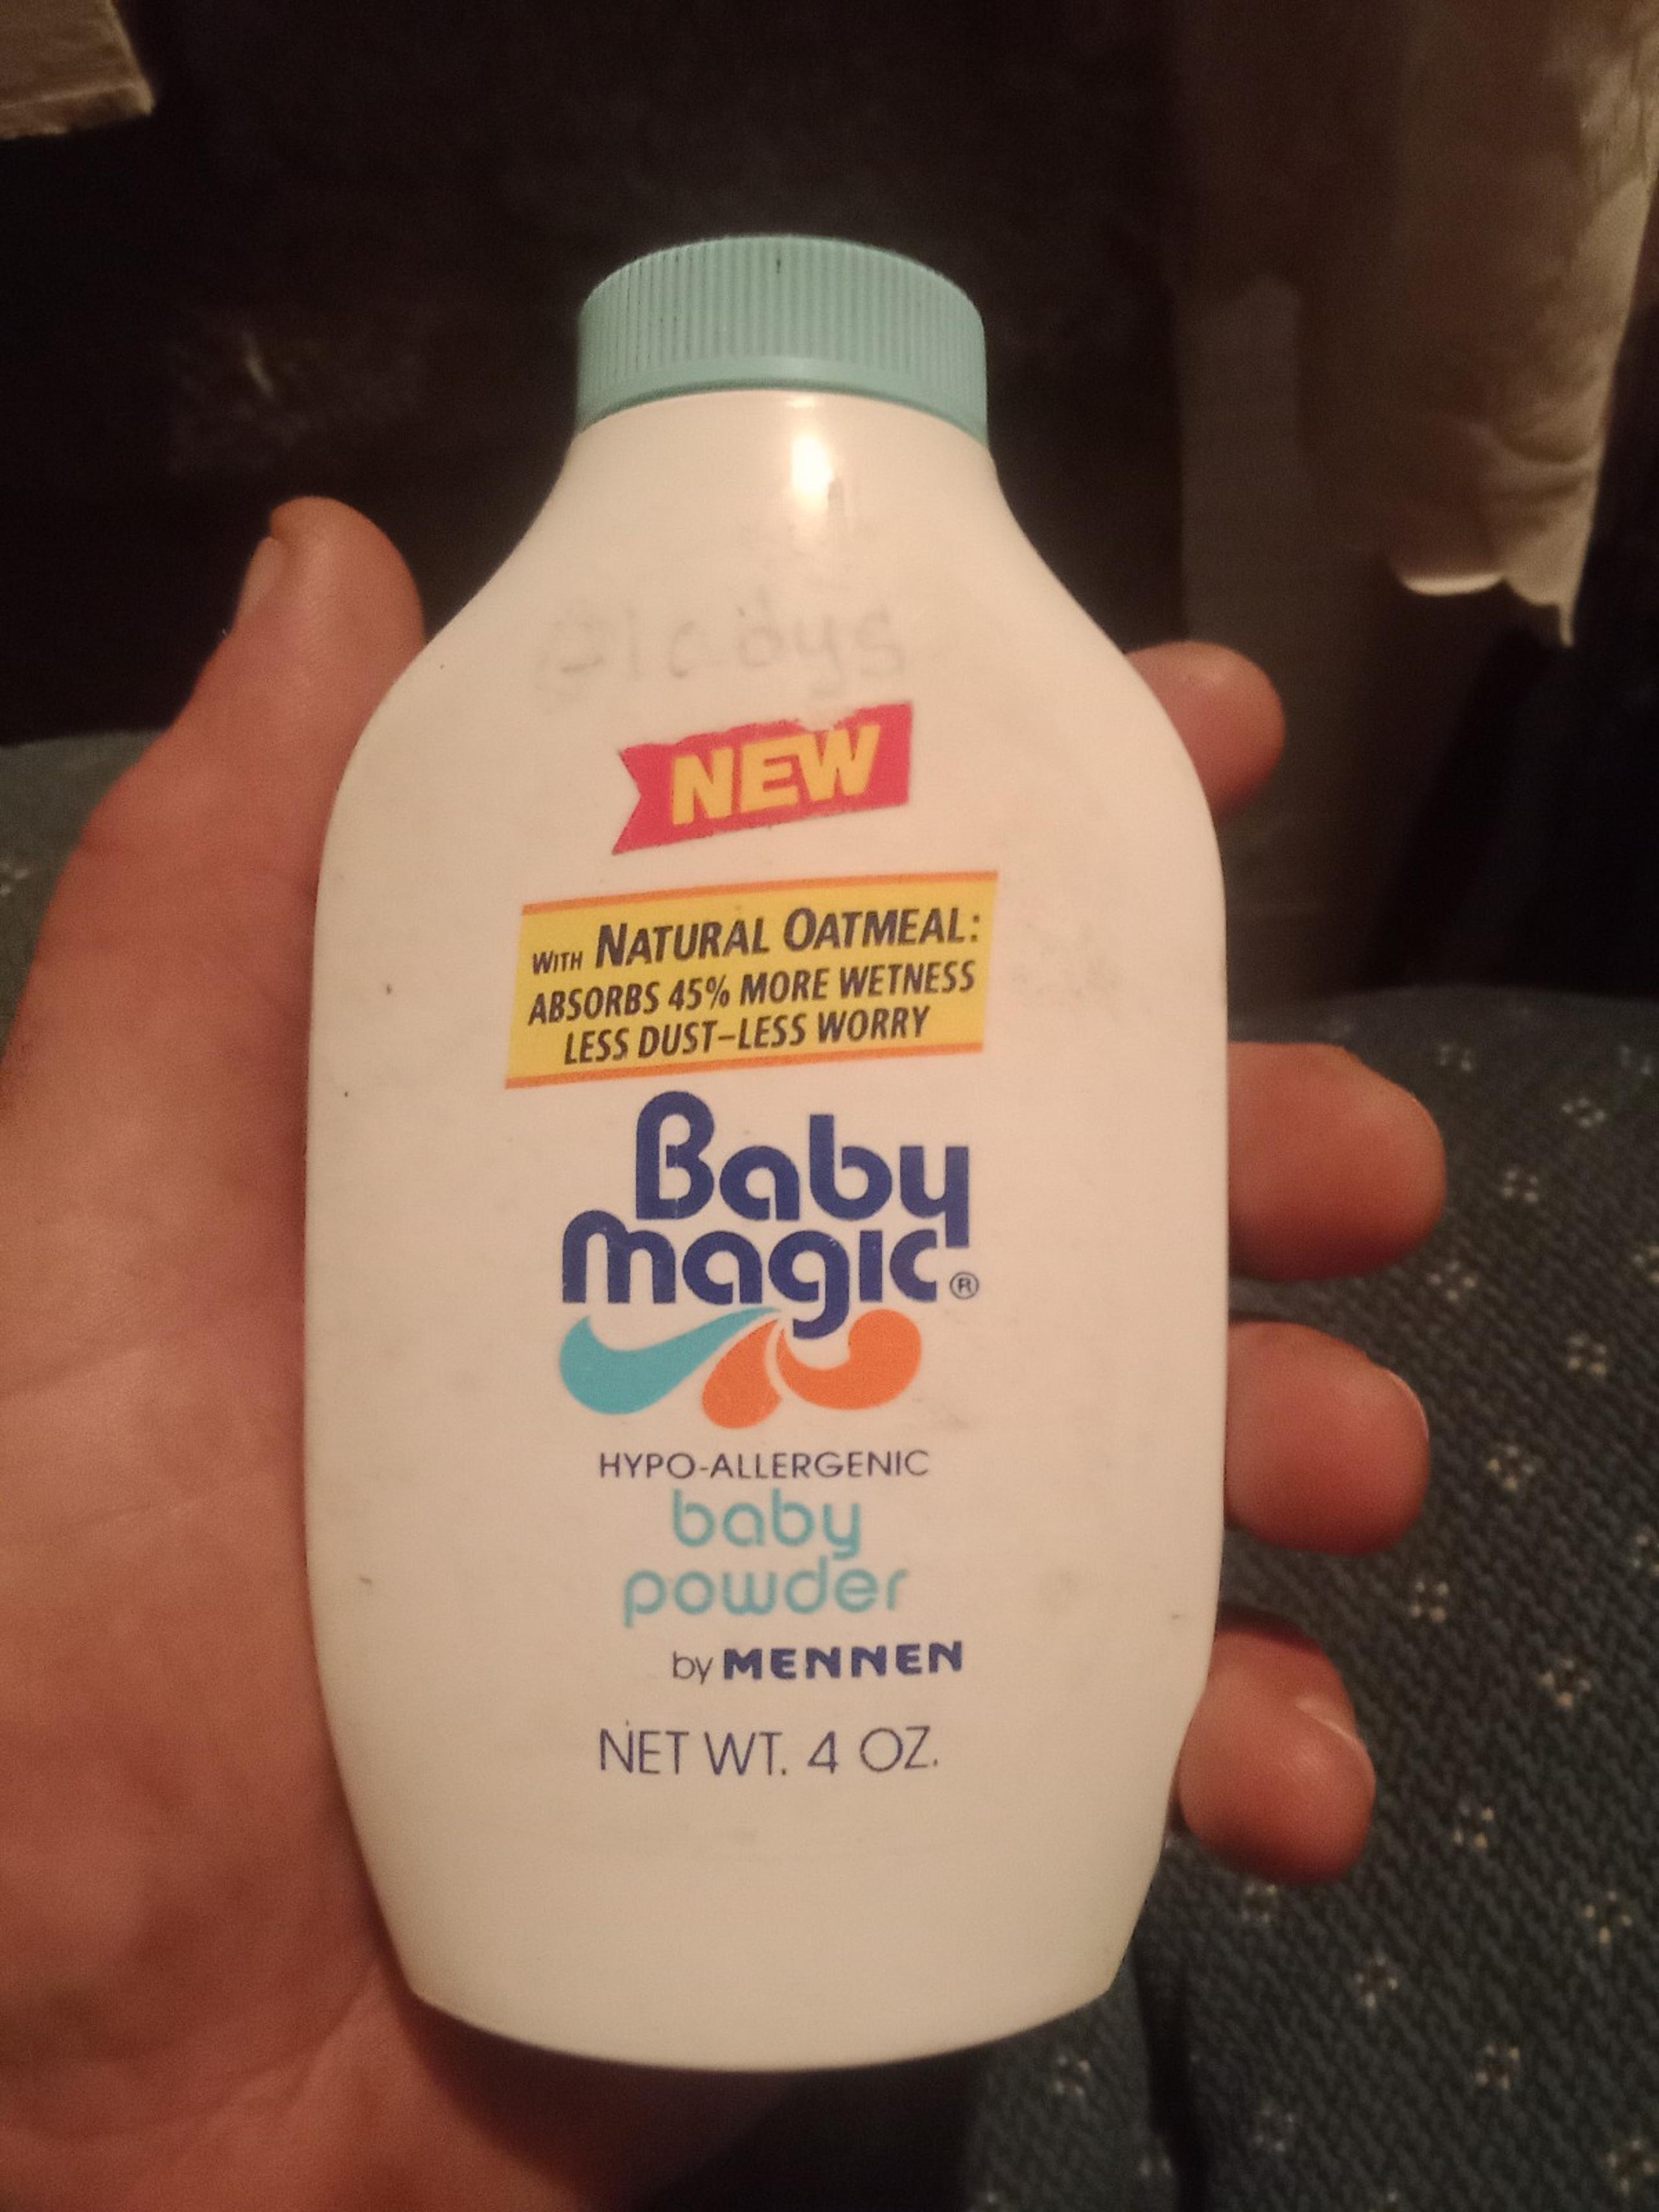 Gladys
NEW
WITH NATURAL OATMEAL:
ABSORBS 45% MORE WETNESS
LESS DUST–LESS WORRY
Baby
magic®
HYPO-ALLERGENIC
baby
powder
by MENNEN
NET WT. 4 OZ.